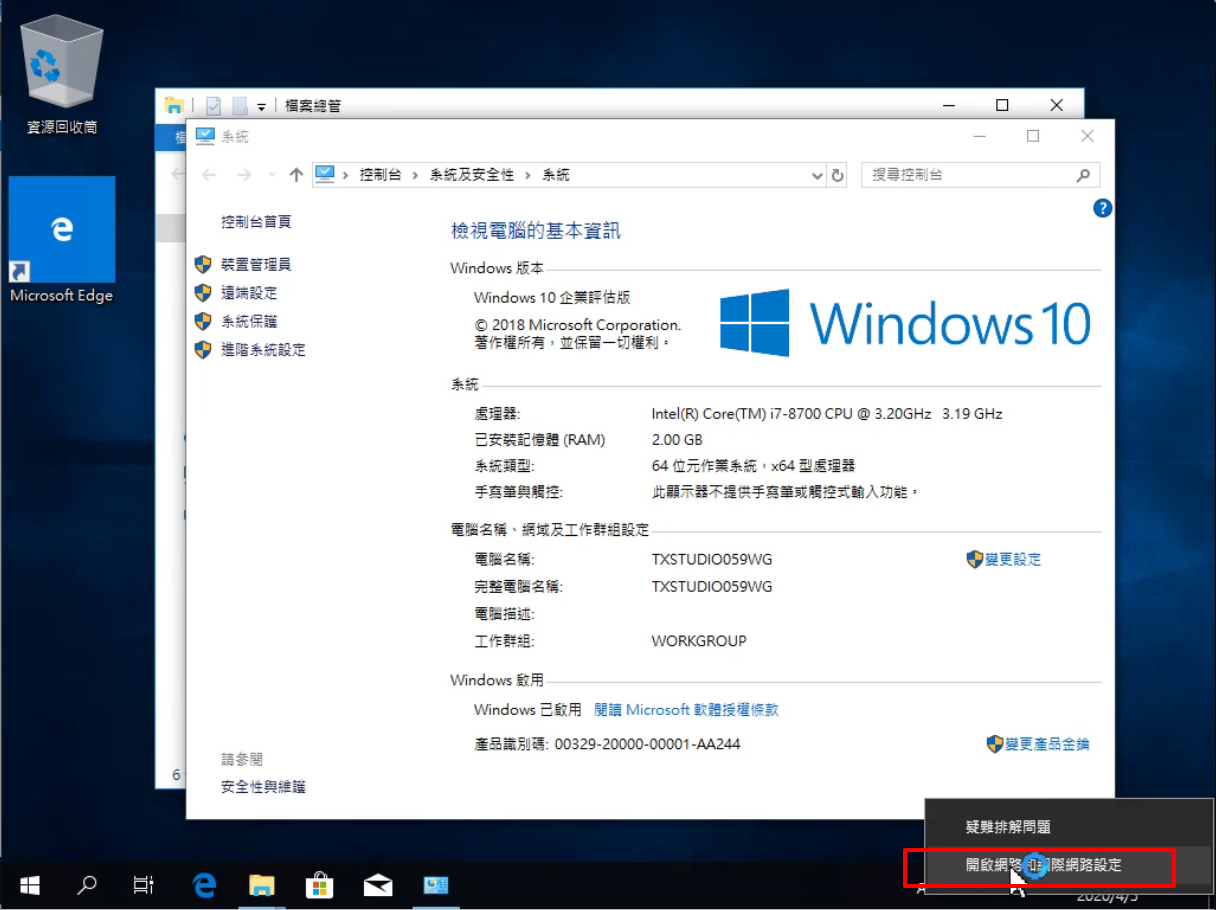 資源回收筒
Microsoft Edge
檔案總管
系統
控制台 系統及安全性 系統
搜尋控制台
控制台首頁
裝置管理員
遠端設定
系統保護
進階系統設定
檢視電腦的基本資訊
Windows 版本
Windows 10 企業評估版
© 2018 Microsoft Corporation.
著作權所有，並保留一切權利。
Windows 10
系統
處理器: Intel(R) Core(TM) i7-8700 CPU @ 3.20GHz 3.19 GHz
已安裝記憶體 (RAM) 2.00 GB
系統類型: 64 位元作業系統，x64 型處理器
手寫筆與觸控: 此顯示器不提供手寫筆或觸控式輸入功能。
電腦名稱、網域及工作群組設定
電腦名稱: TXSTUDIO059WG 變更設定
完整電腦名稱: TXSTUDIO059WG
電腦描述:
工作群組: WORKGROUP
Windows 啟用
Windows 已啟用 閱讀 Microsoft 軟體授權條款
產品識別碼: 00329-20000-00001-AA244 變更產品金鑰
請參閱
安全性與維護
6
疑難排解問題
開啟網路和網際網路設定
2020/4/5